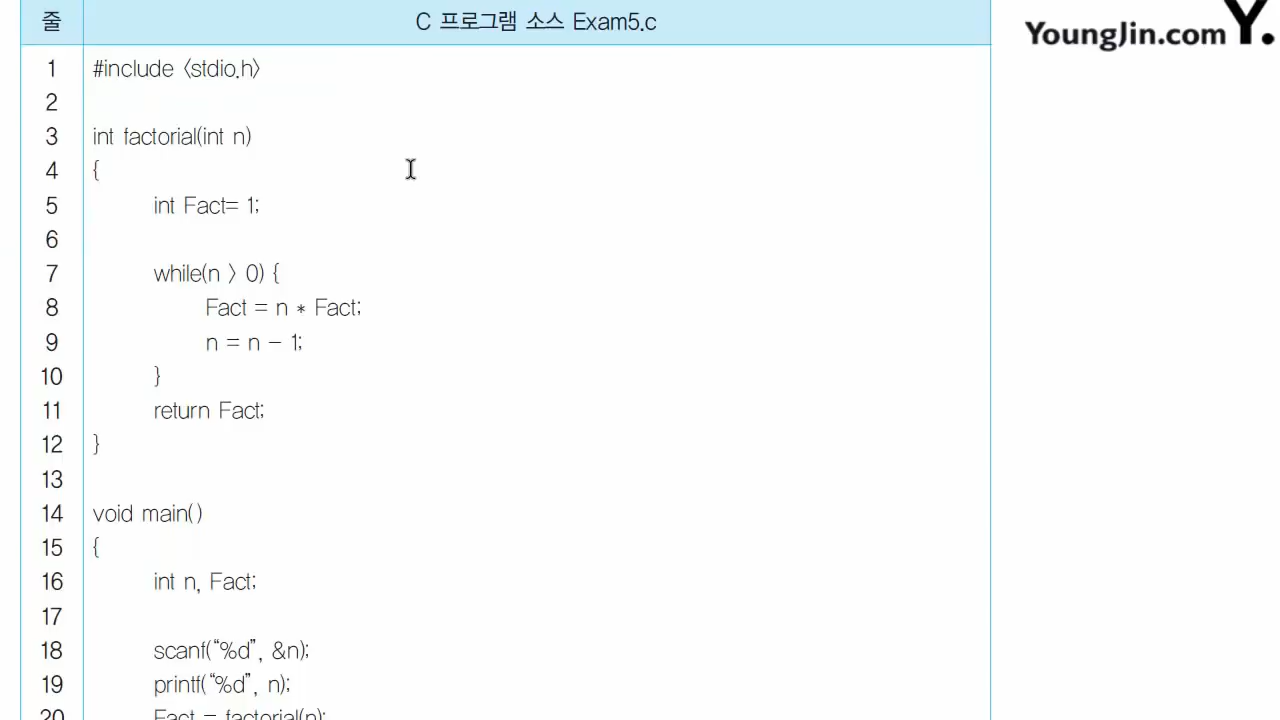 줄 C 프로그램 소스 Exam5.c
YoungJin.com Y.
1 #include <stdio.h>
2
3 int factorial(int n)
4 {
5 int Fact= 1;
6
7 while(n > 0) {
8 Fact = n * Fact;
9 n = n - 1;
10 }
11 return Fact;
12 }
13
14 void main()
15 {
16 int n, Fact;
17
18 scanf(“%d”, &n);
19 printf(“%d”, n);
20 Fact = factorial(n);